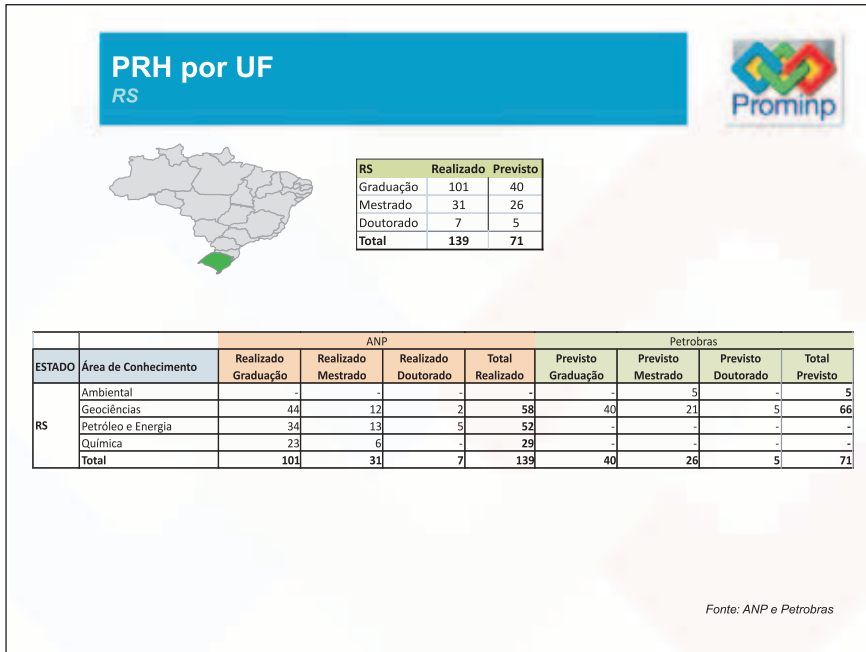 PRH por UF
RS
Prominp
RS Realizado Previsto
Graduação 101 40
Mestrado 31 26
Doutorado 7 5
Total 139 71
ANP Petrobras
ESTADO Área de Conhecimento Realizado Graduação Realizado Mestrado Realizado Doutorado Total Realizado Previsto Graduação Previsto Mestrado Previsto Doutorado Total Previsto
Ambiental - - - - - 5 - 5
Geociências 44 12 2 58 40 21 5 66
RS Petróleo e Energia 34 13 5 52 - - - -
Química 23 6 - 29 - - - -
Total 101 31 7 139 40 26 5 71
Fonte: ANP e Petrobras